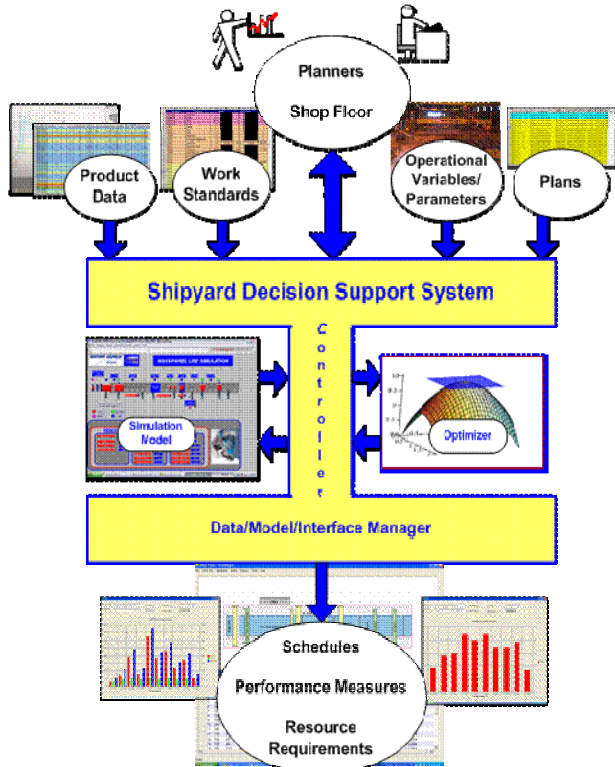 Planners
Shop Floor
Product
Data
Work
Standards
Operational
Variables/
Parameters
Plans
Shipyard Decision Support System
Controller
Simulation
Model
Optimizer
Data/Model/Interface Manager
Schedules
Performance Measures
Resource
Requirements